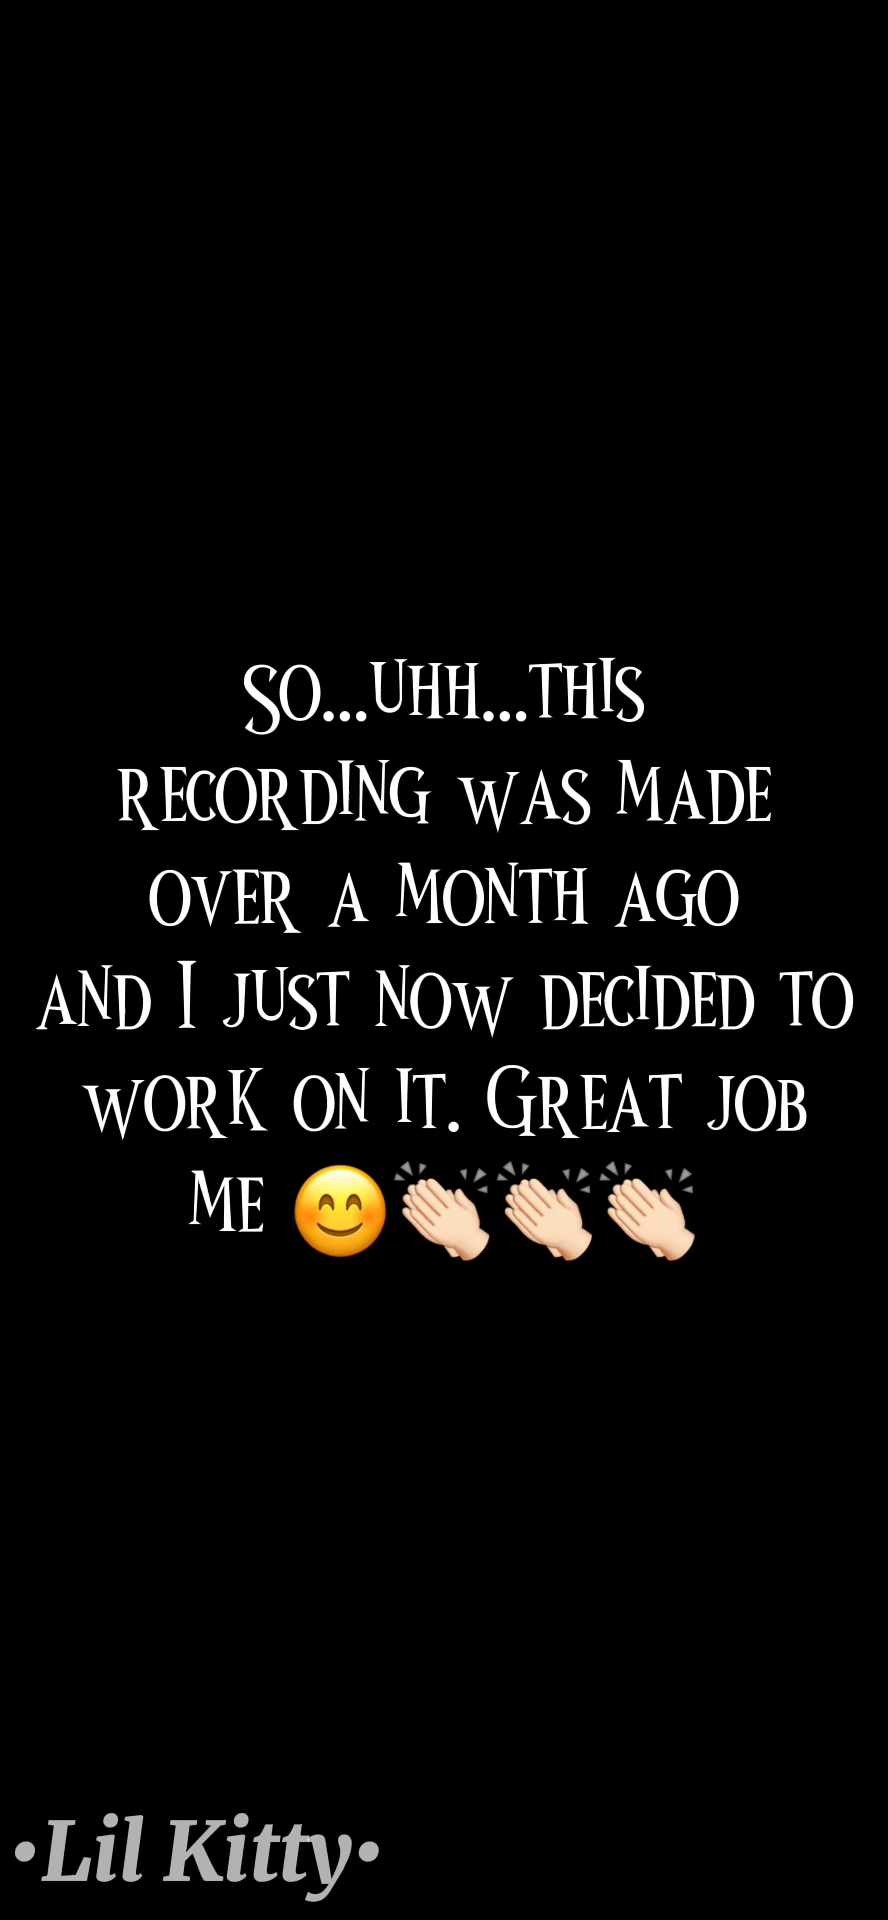 So...uhh...this
recording was made
over a month ago
and I just now decided to
work on it. Great job
me 😊👏🏻👏🏻👏🏻
•Lil Kitty•